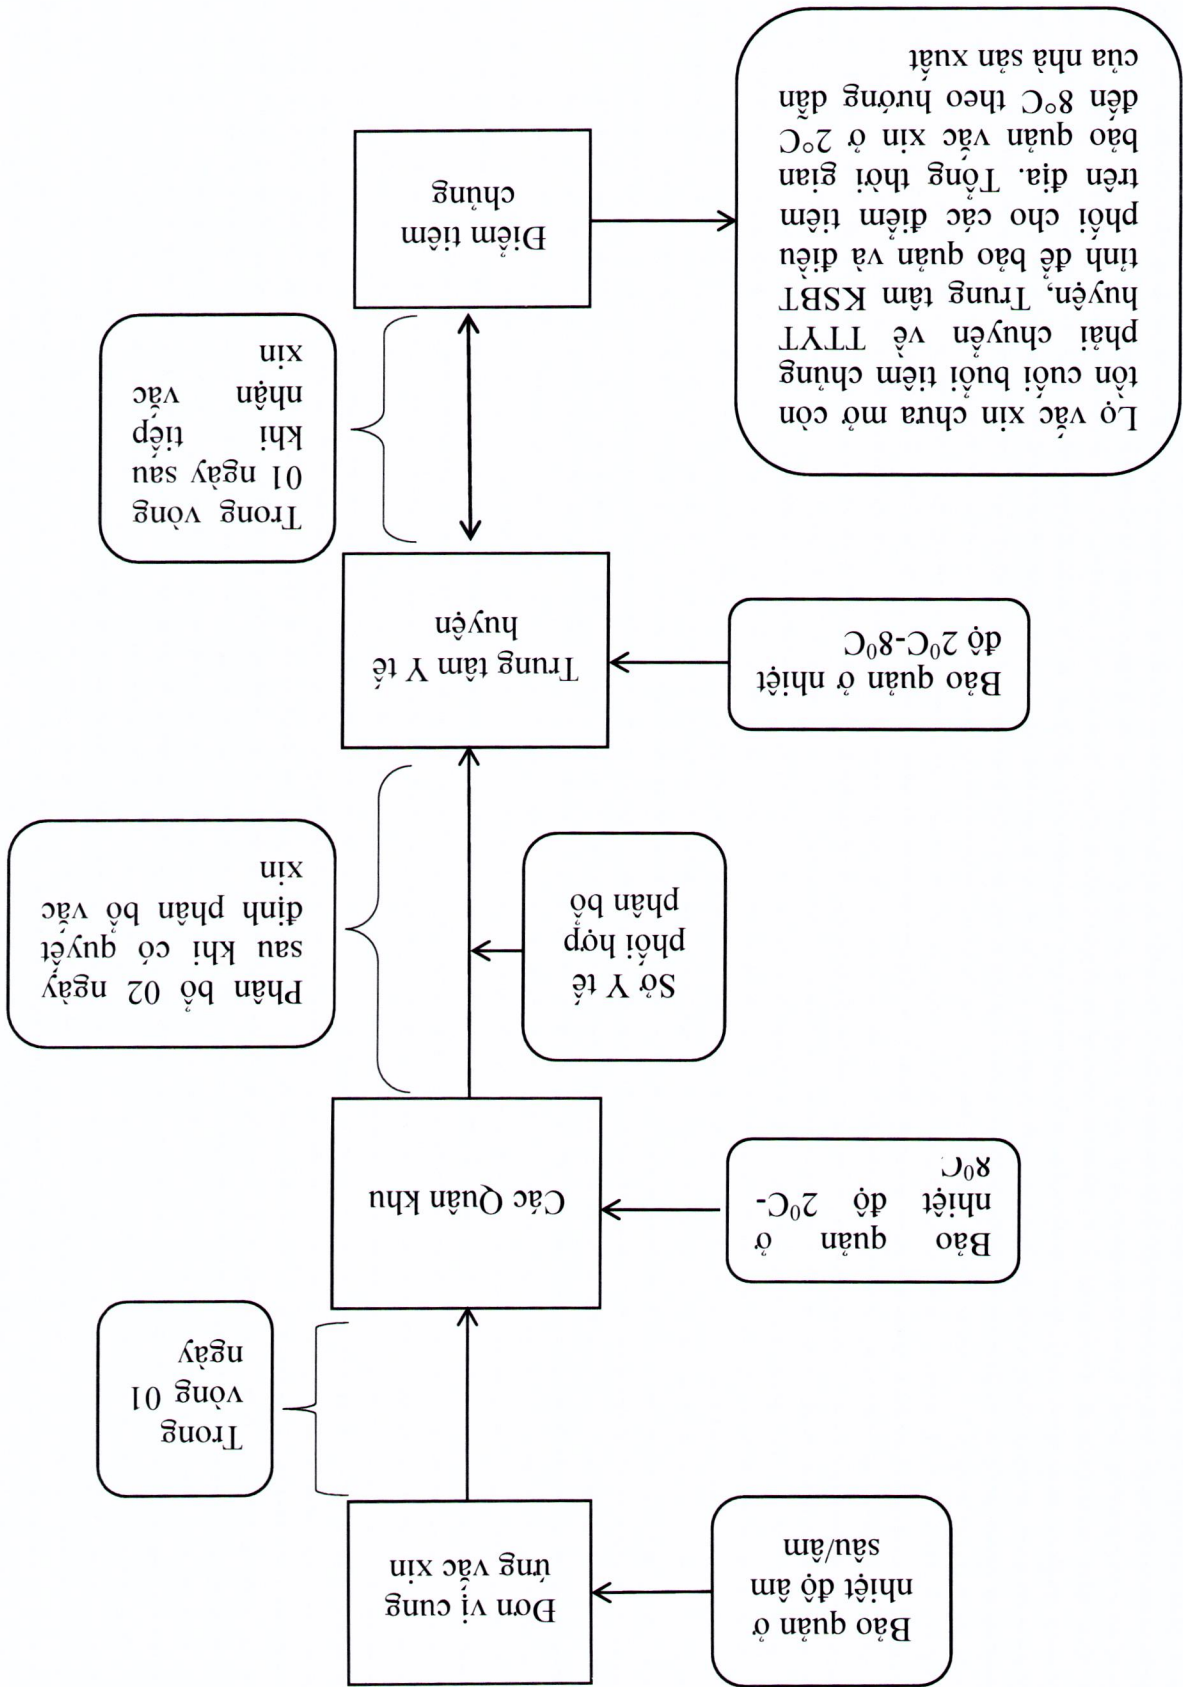 Bảo quản ở
nhiệt độ âm
sâu/âm
Đơn vị cung
ứng vắc xin
Trong
vòng 01
ngày
Bảo quản ở
nhiệt độ 2⁰C-
8⁰C
Các Quân khu
Sở Y tế
phối hợp
phân bổ
Phân bổ 02 ngày
sau khi có quyết
định phân bổ vắc
xin
Bảo quản ở nhiệt
độ 2⁰C-8⁰C
Trung tâm Y tế
huyện
Trong vòng
01 ngày sau
khi tiếp
nhận vắc
xin
Lọ vắc xin chưa mở còn
tồn cuối buổi tiêm chủng
phải chuyển về TTYT
huyện, Trung tâm KSBT
tỉnh để bảo quản và điều
phối cho các điểm tiêm
trên địa. Tổng thời gian
bảo quản vắc xin ở 2°C
đến 8°C theo hướng dẫn
của nhà sản xuất
Điểm tiêm
chủng